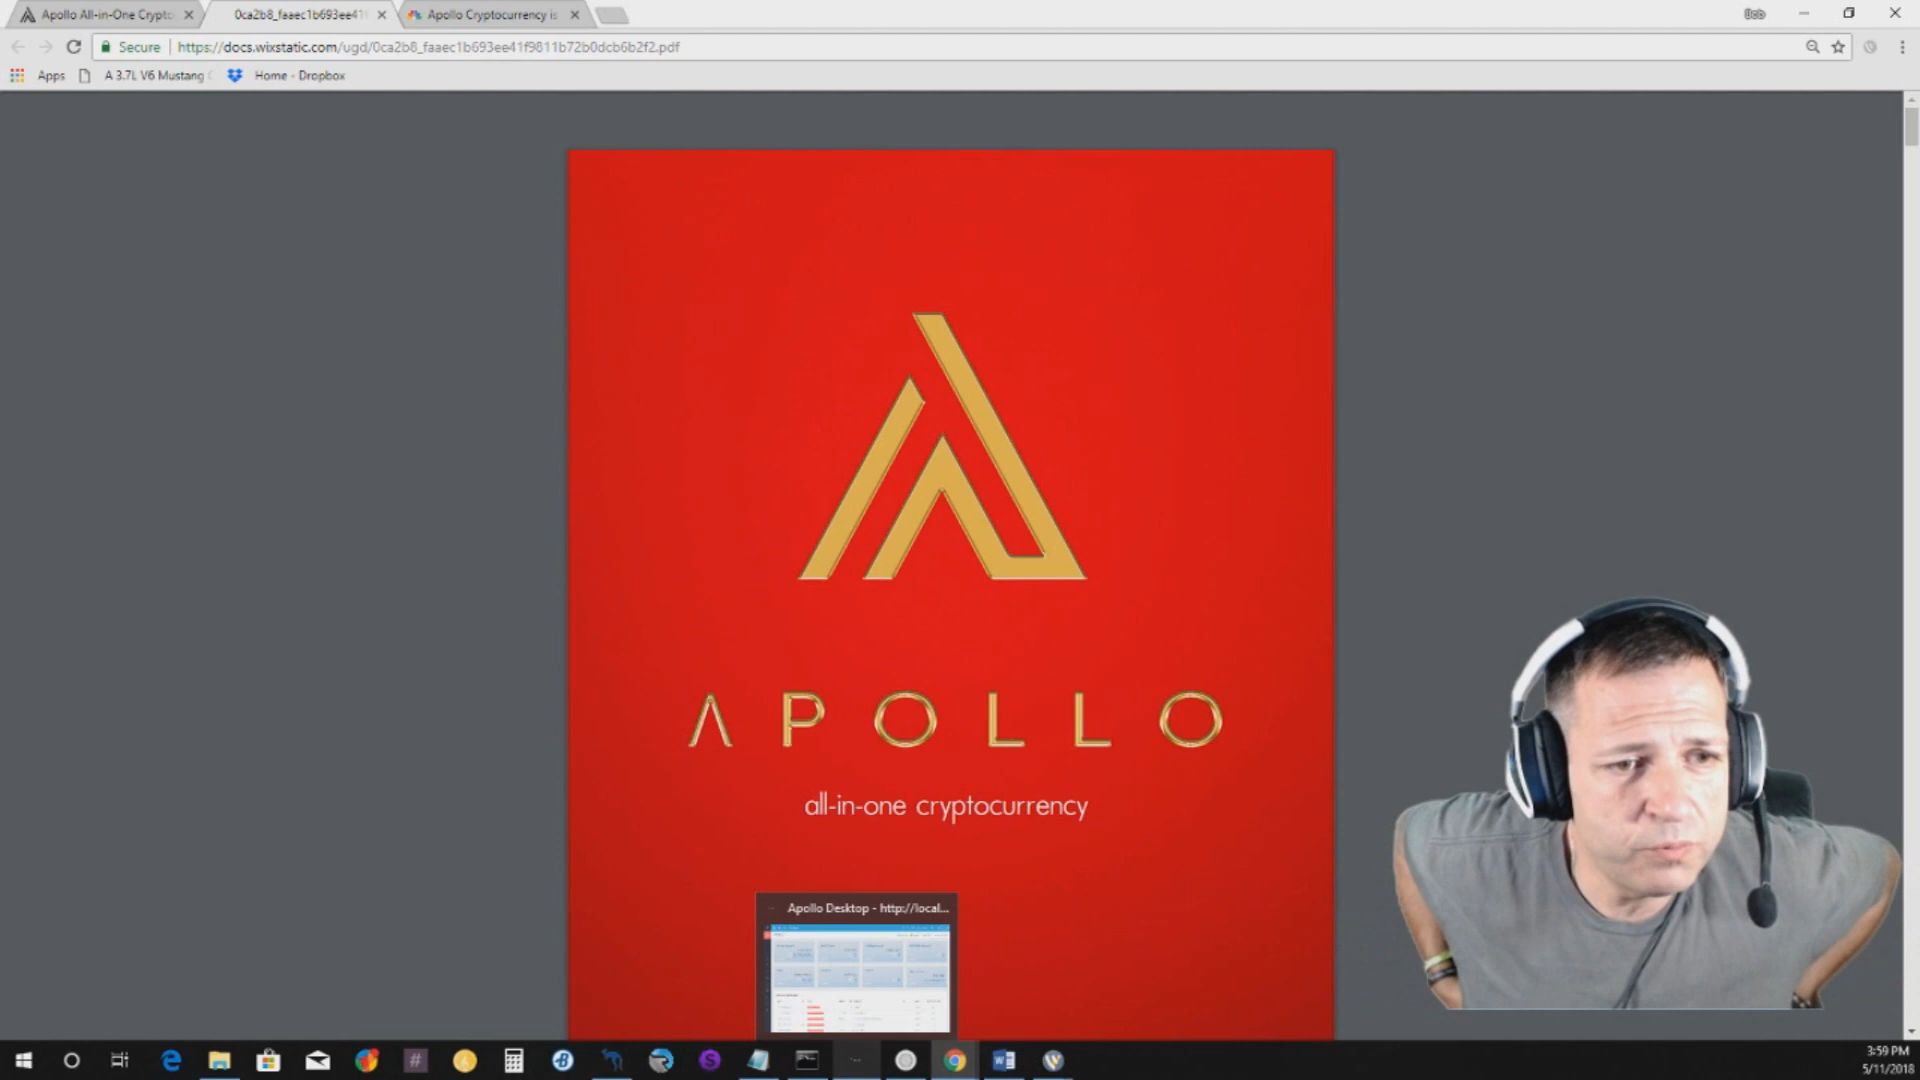 Apollo All-in-One Crypto
0ca2b8_faaec1b693ee41f
Apollo Cryptocurrency is
Bob
Secure
https://docs.wixstatic.com/ugd/0ca2b8_faaec1b693ee41f9811b72b0dcb6b2f2.pdf
Apps
A 3.7L V6 Mustang
Home - Dropbox
APOLLO
all-in-one cryptocurrency
Apollo Desktop - http://local...
3:59 PM
5/11/2018